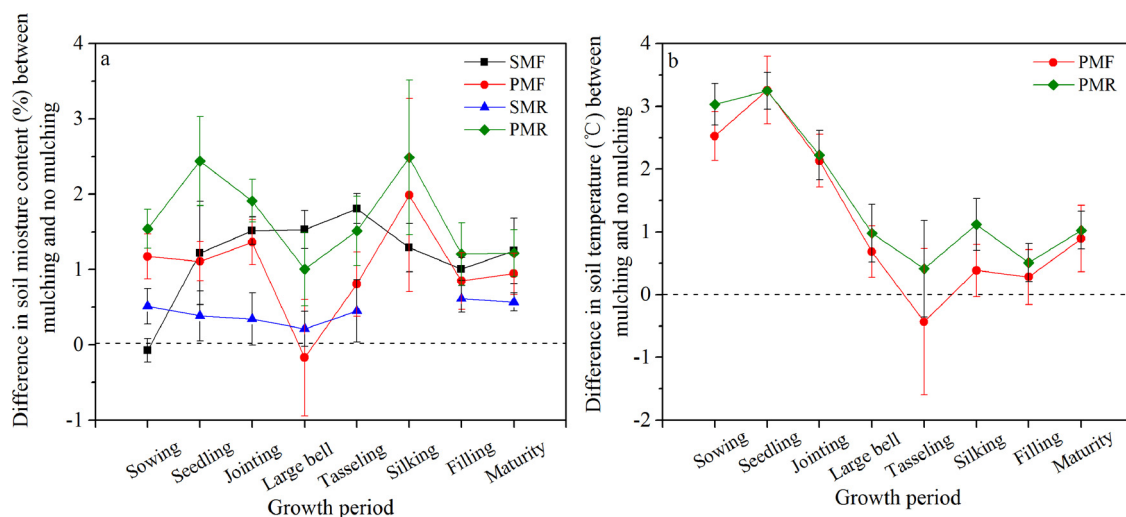 Difference in soil miosture content (%) between
mulching and no mulching
4
3
2
1
0
-1
a
SMF
PMF
SMR
PMR
Sowing
Seedling
Jointing
Large bell
Tasseling
Silking
Filling
Maturity
Growth period
Difference in soil temperature (℃) between
mulching and no mulching
4
3
2
1
0
-1
-2
b
PMF
PMR
Sowing
Seedling
Jointing
Large bell
Tasseling
Silking
Filling
Maturity
Growth period